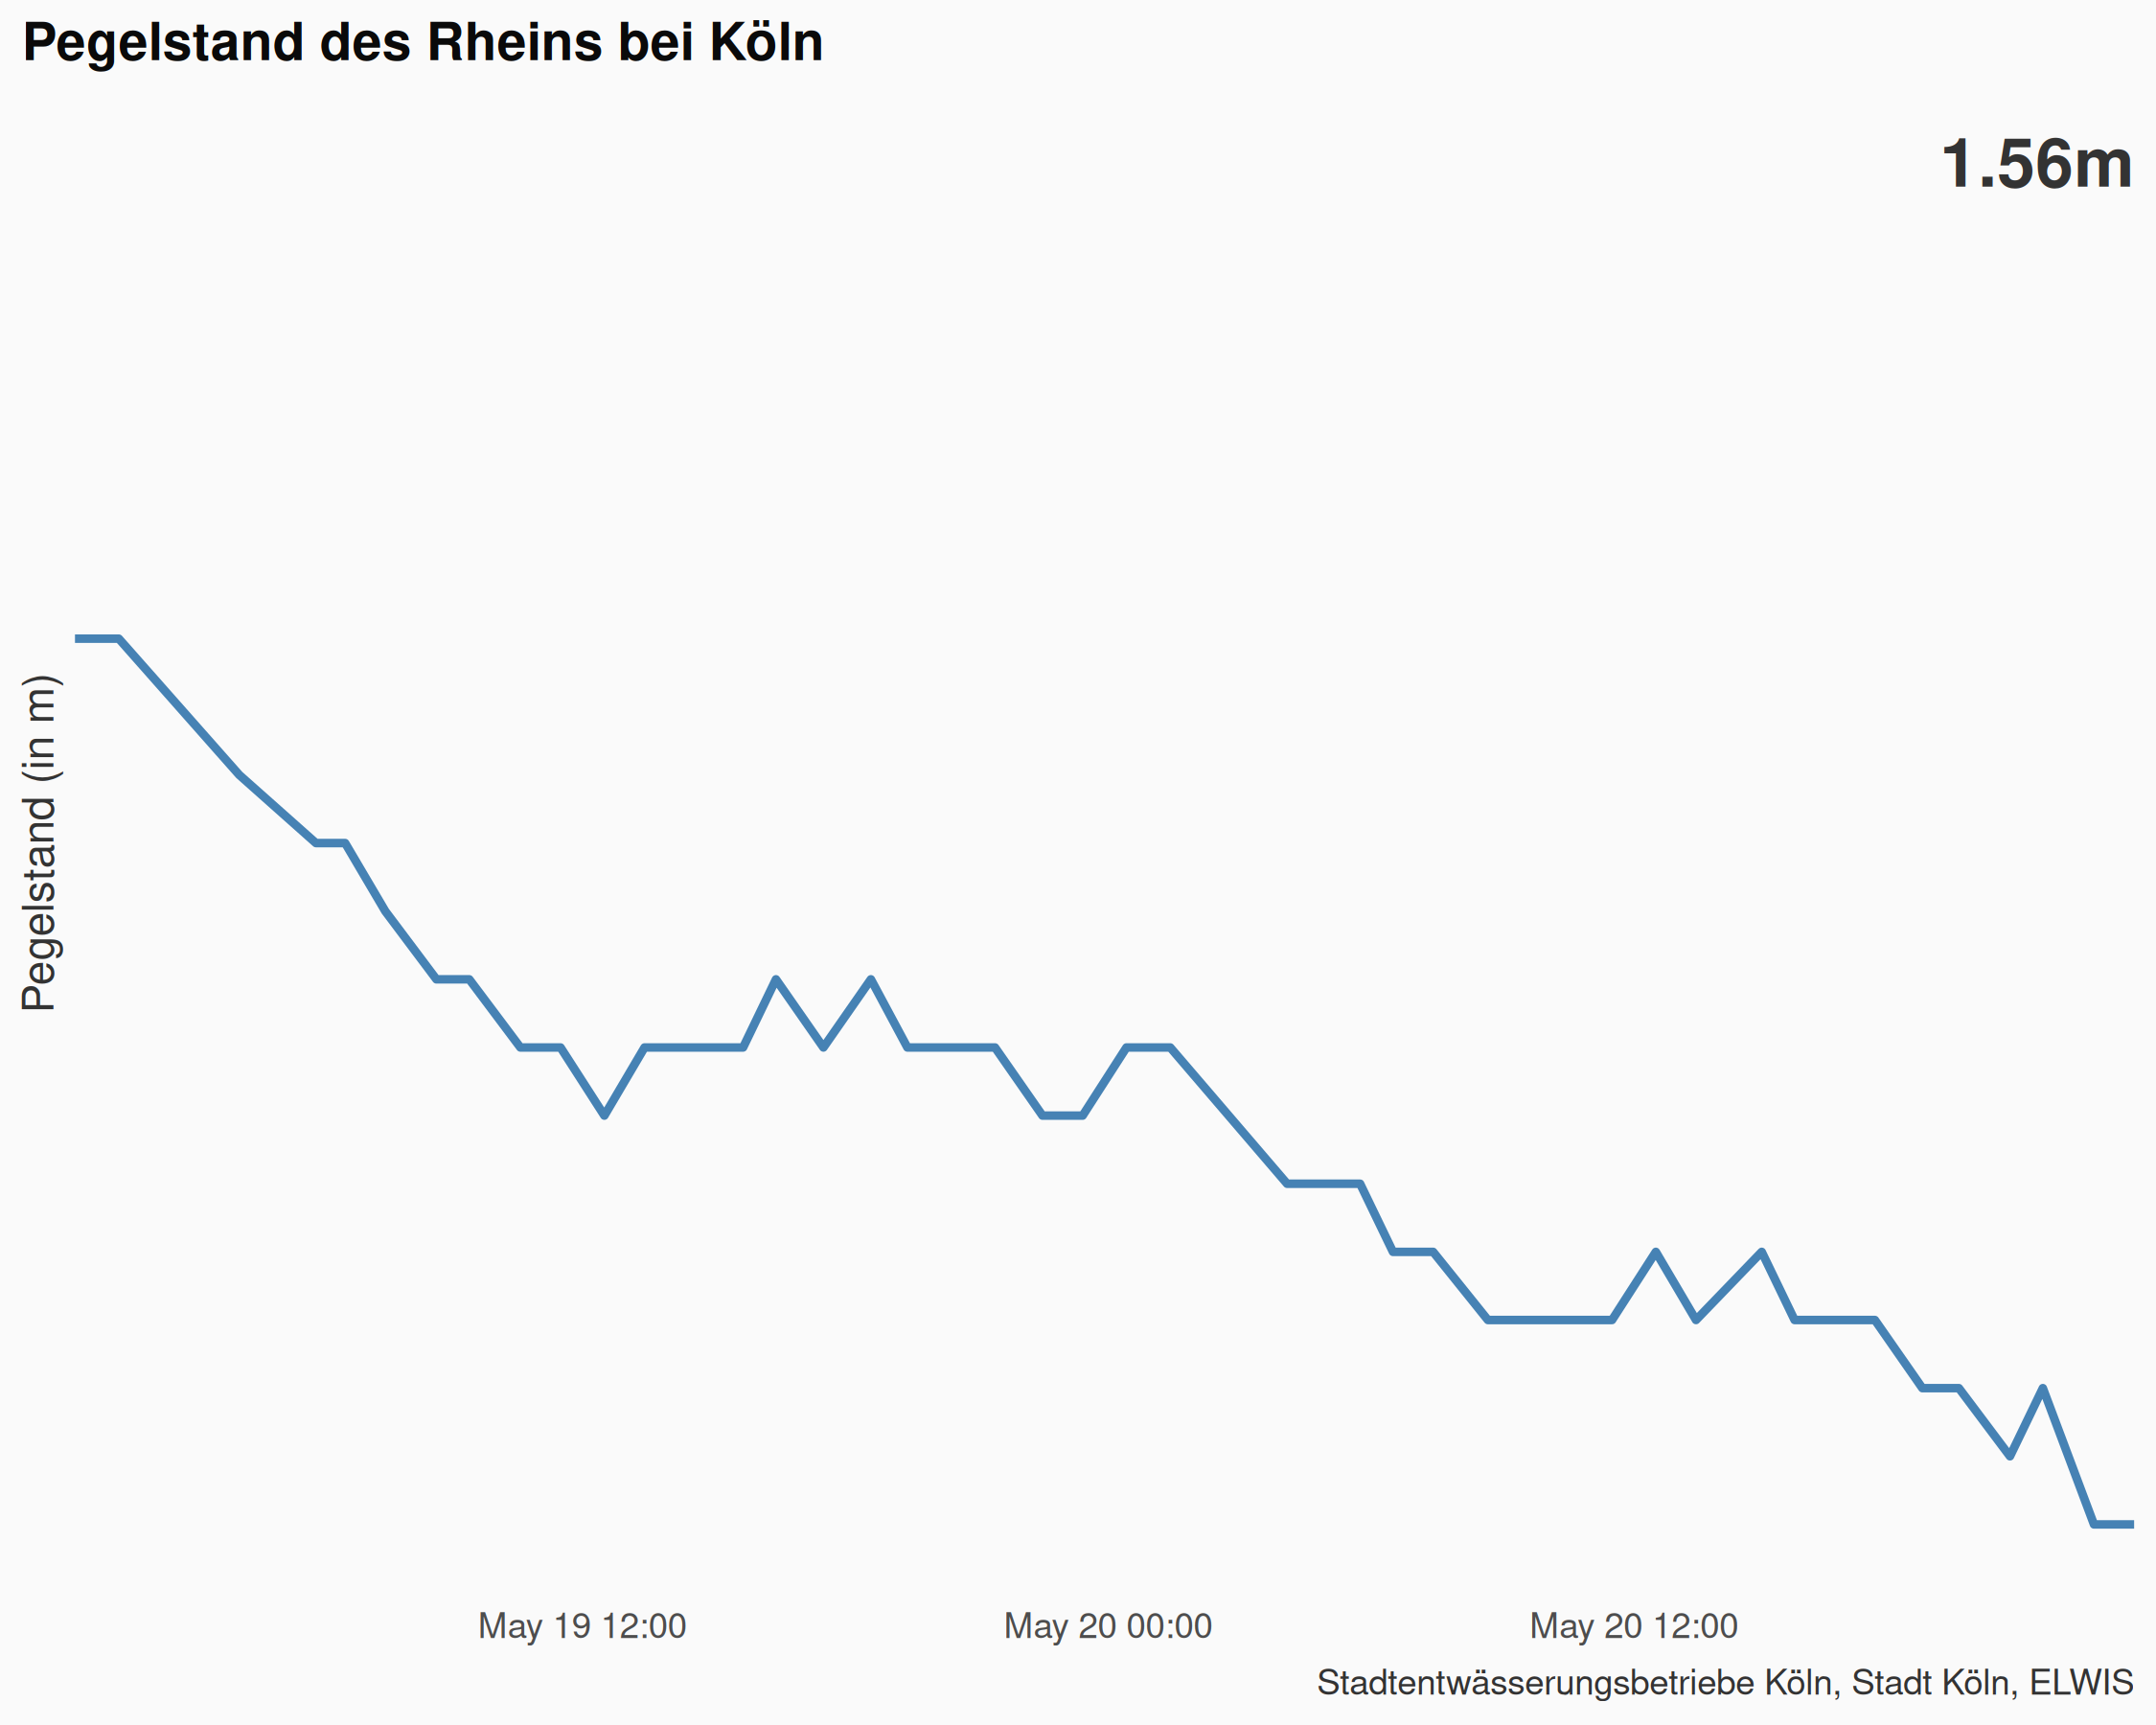 Pegelstand des Rheins bei Köln
1.56m
Pegelstand (in m)
May 19 12:00
May 20 00:00
May 20 12:00
Stadtentwässerungsbetriebe Köln, Stadt Köln, ELWIS